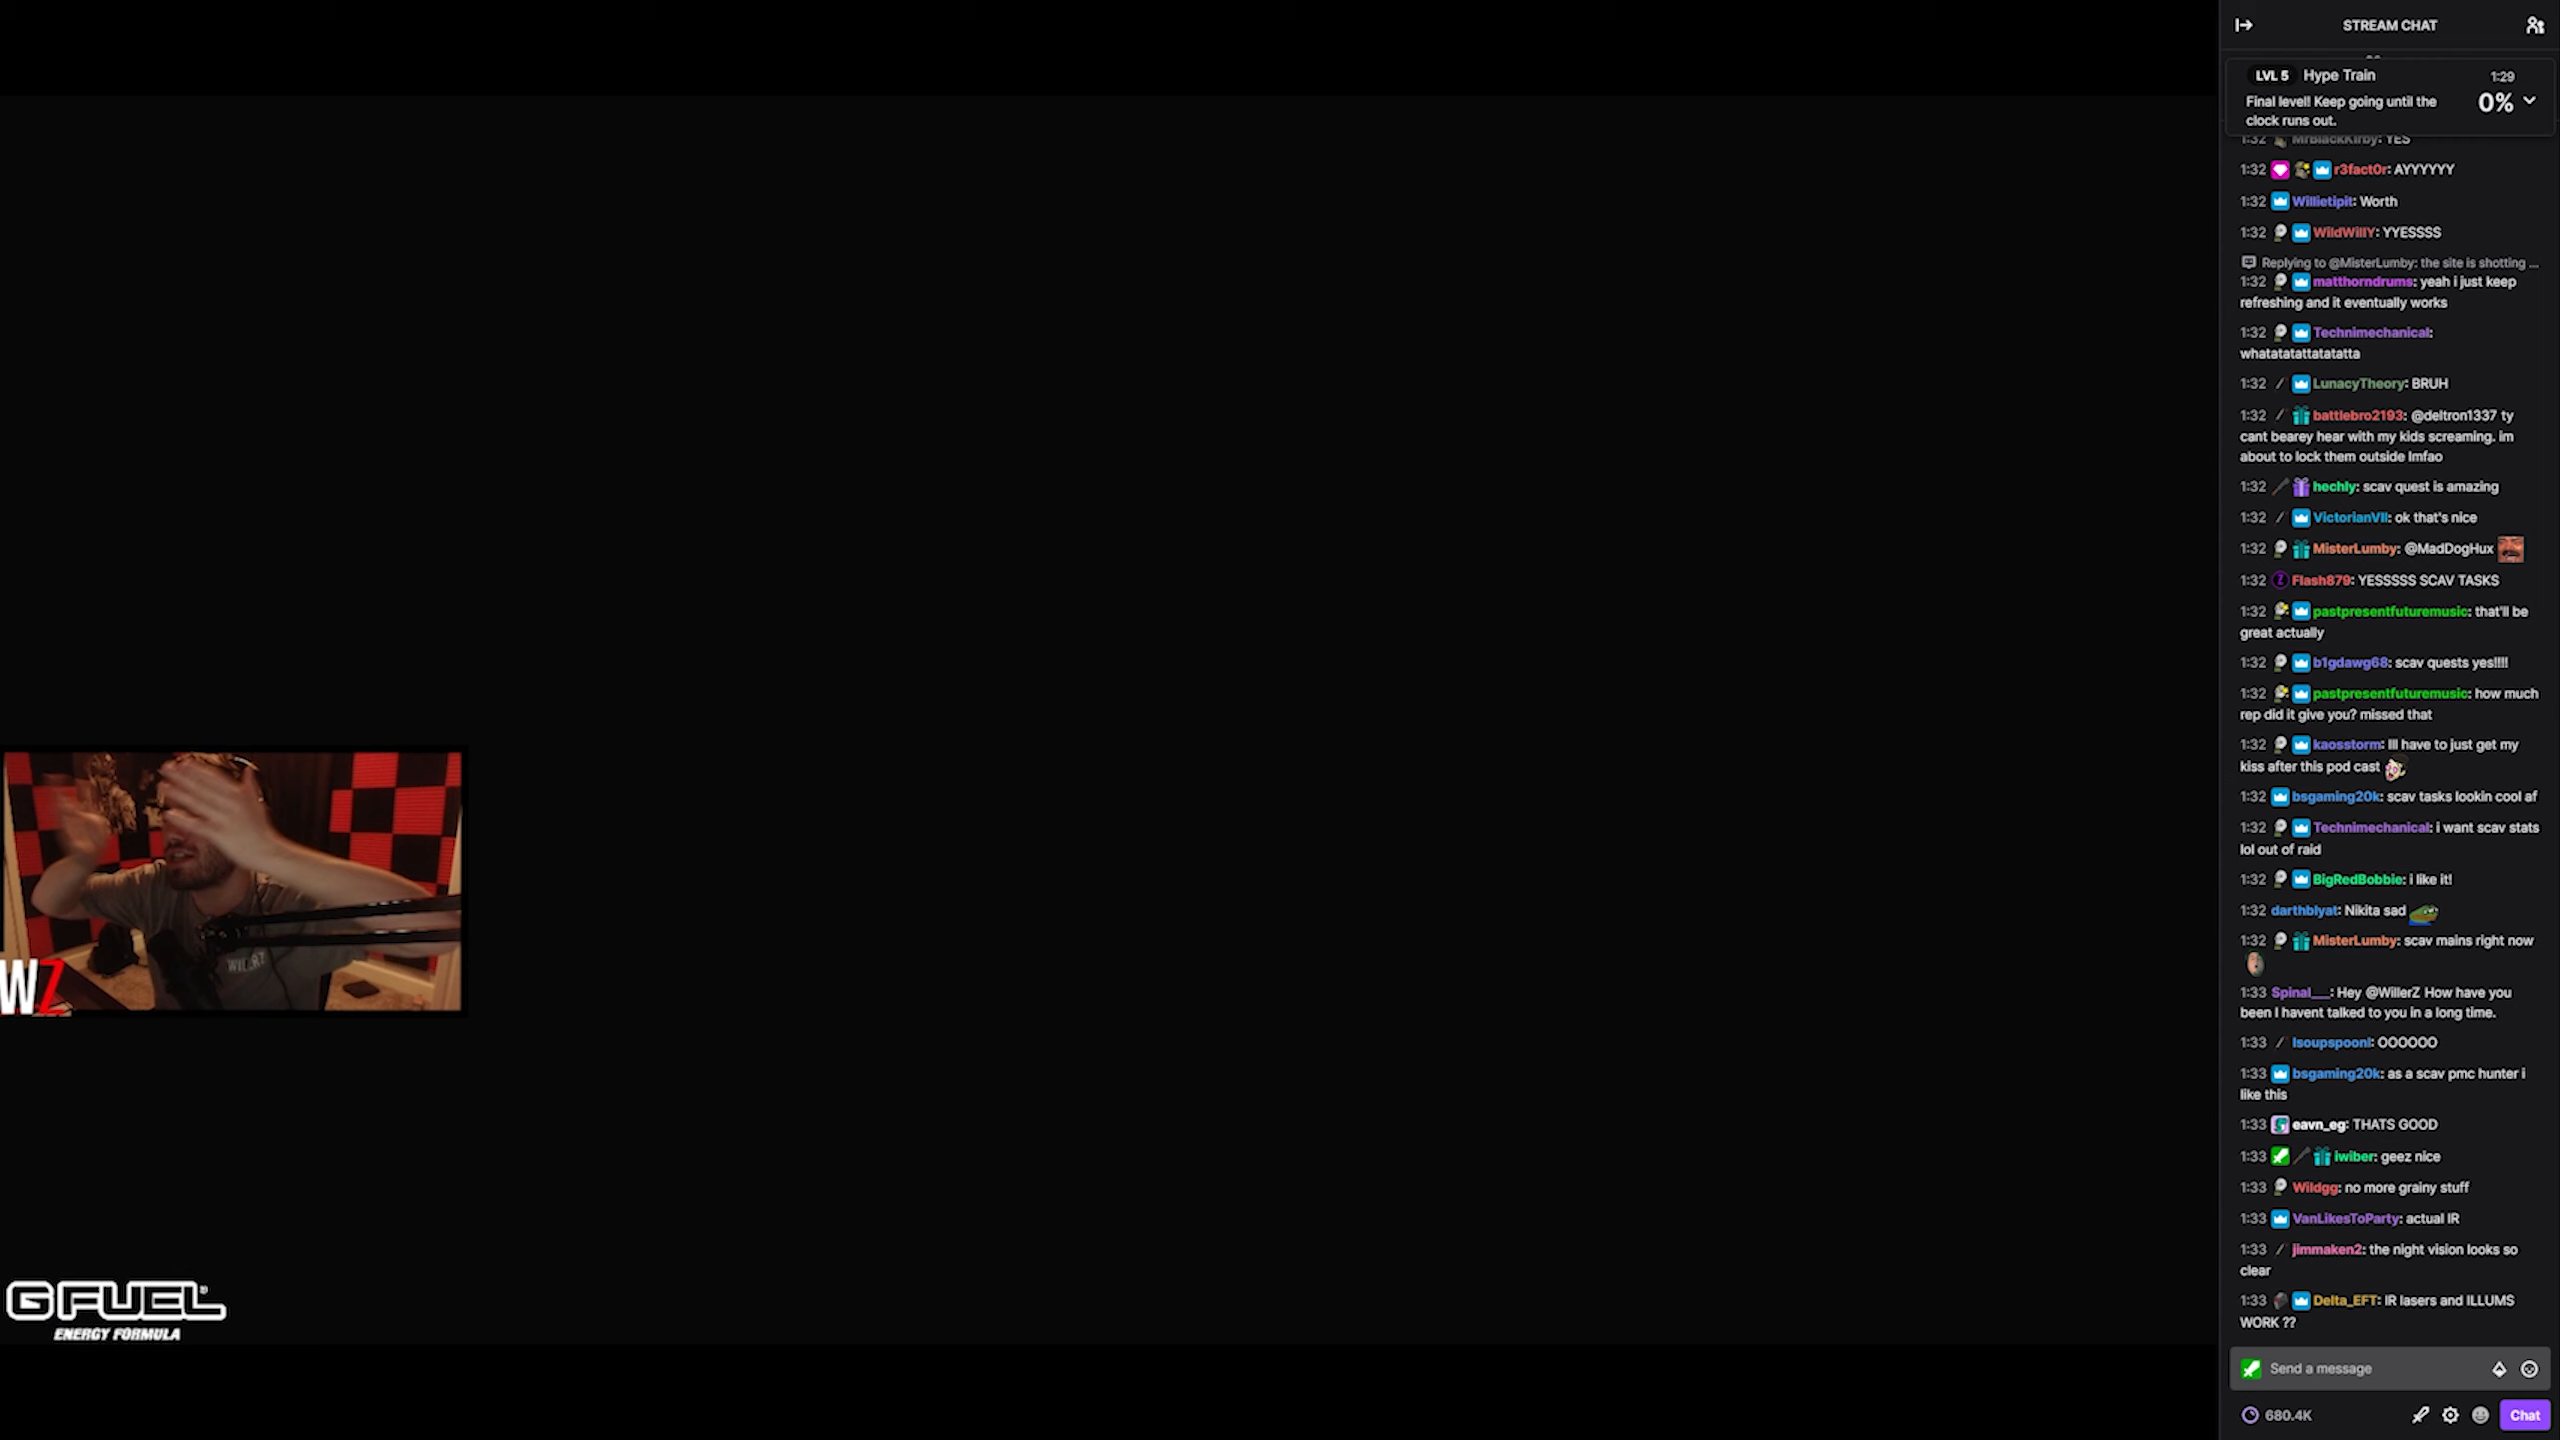 STREAM CHAT
LVL 5 Hype Train 1:29
Final level! Keep going until the
clock runs out.
0%
1:32 MrBlackKirby: YES
1:32 r3fact0r: AYYYYYY
1:32 Willietipit: Worth
1:32 WildWillY: YYESSSS
Replying to @MisterLumby: the site is shotting ...
1:32 matthorndrums: yeah i just keep
refreshing and it eventually works
1:32 Technimechanical:
whatatatattatatatta
1:32 LunacyTheory: BRUH
1:32 battlebro2193: @deltron1337 ty
cant bearey hear with my kids screaming. im
about to lock them outside lmfao
1:32 hechly: scav quest is amazing
1:32 VictorianVII: ok that's nice
1:32 MisterLumby: @MadDogHux
1:32 Flash879: YESSSSS SCAV TASKS
1:32 pastpresentfuturemusic: that'll be
great actually
1:32 b1gdawg68: scav quests yes!!!!
1:32 pastpresentfuturemusic: how much
rep did it give you? missed that
1:32 kaosstorm: Ill have to just get my
kiss after this pod cast
1:32 bsgaming20k: scav tasks lookin cool af
1:32 Technimechanical: i want scav stats
lol out of raid
1:32 BigRedBobbie: i like it!
1:32 darthblyat: Nikita sad
1:32 MisterLumby: scav mains right now
1:33 Spinal___: Hey @WillerZ How have you
been I havent talked to you in a long time.
1:33 lsoupspoonl: OOOOOO
1:33 bsgaming20k: as a scav pmc hunter i
like this
1:33 eavn_eg: THATS GOOD
1:33 iwiber: geez nice
1:33 Wildgg: no more grainy stuff
1:33 VanLikesToParty: actual IR
1:33 jimmaken2: the night vision looks so
clear
1:33 Delta_EFT: IR lasers and ILLUMS
WORK ??
Send a message
680.4K
Chat
WZ
G FUEL
ENERGY FORMULA